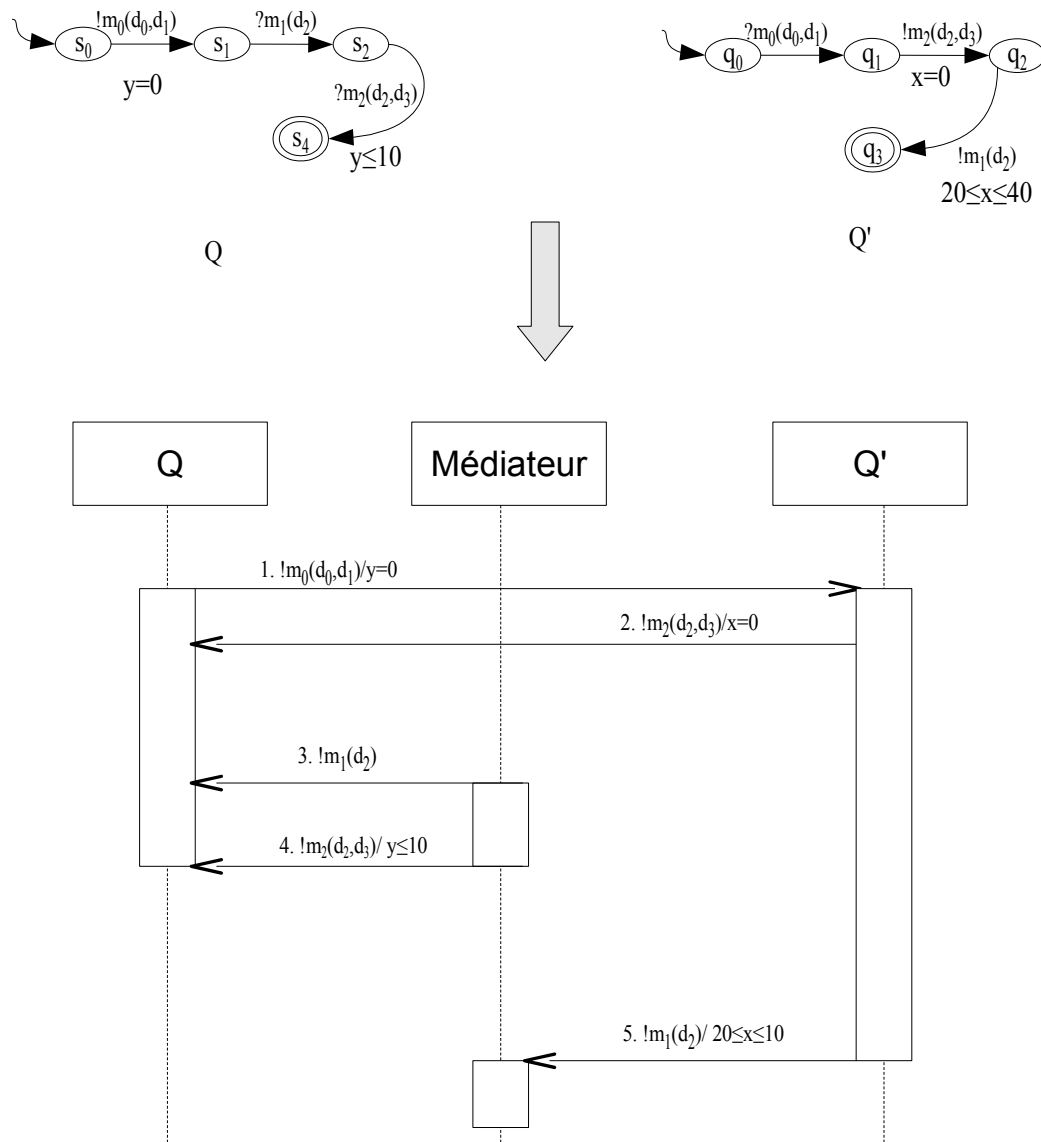 !m₀(d₀,d₁) ?m₁(d₂)
s₀ s₁ s₂
y=0
?m₂(d₂,d₃)
s₄
y≤10
Q
?m₀(d₀,d₁) !m₂(d₂,d₃)
q₀ q₁ q₂
x=0
q₃
!m₁(d₂)
20≤x≤40
Q'
Q Médiateur Q'
1. !m₀(d₀,d₁)/y=0
2. !m₂(d₂,d₃)/x=0
3. !m₁(d₂)
4. !m₂(d₂,d₃)/ y≤10
5. !m₁(d₂)/ 20≤x≤10